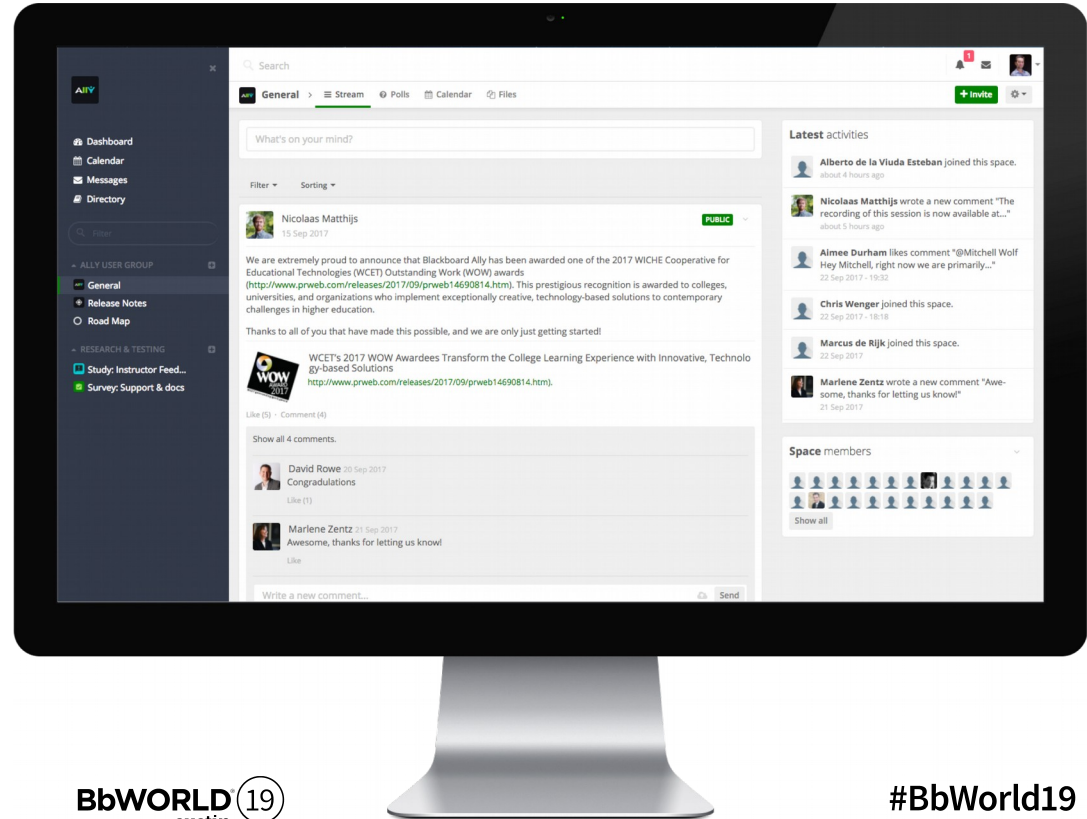 Ally
Dashboard
Calendar
Messages
Directory
Filter
ALLY USER GROUP
General
Release Notes
Road Map
RESEARCH & TESTING
Study: Instructor Feed...
Survey: Support & docs
Search
1
General > Stream Polls Calendar Files
+ Invite
What's on your mind?
Filter Sorting
Nicolaas Matthijs
15 Sep 2017
PUBLIC
We are extremely proud to announce that Blackboard Ally has been awarded one of the 2017 WICHE Cooperative for
Educational Technologies (WCET) Outstanding Work (WOW) awards
(http://www.prweb.com/releases/2017/09/prweb14690814.htm). This prestigious recognition is awarded to colleges,
universities, and organizations who implement exceptionally creative, technology-based solutions to contemporary
challenges in higher education.
Thanks to all of you that have made this possible, and we are only just getting started!
WOW
AWARD
2017
WCET's 2017 WOW Awardees Transform the College Learning Experience with Innovative, Technolo
gy-based Solutions
http://www.prweb.com/releases/2017/09/prweb14690814.htm).
Like (5) · Comment (4)
Show all 4 comments.
David Rowe 20 Sep 2017
Congradulations
Like (1)
Marlene Zentz 21 Sep 2017
Awesome, thanks for letting us know!
Like
Write a new comment...
Send
Latest activities
Alberto de la Viuda Esteban joined this space.
about 4 hours ago
Nicolaas Matthijs wrote a new comment "The
recording of this session is now available at..."
about 5 hours ago
Aimee Durham likes comment "@Mitchell Wolf
Hey Mitchell, right now we are primarily..."
22 Sep 2017 - 19:32
Chris Wenger joined this space.
22 Sep 2017 - 18:18
Marcus de Rijk joined this space.
22 Sep 2017
Marlene Zentz wrote a new comment "Awe-
some, thanks for letting us know!"
21 Sep 2017
Space members
Show all
BbWORLD 19
austin
#BbWorld19